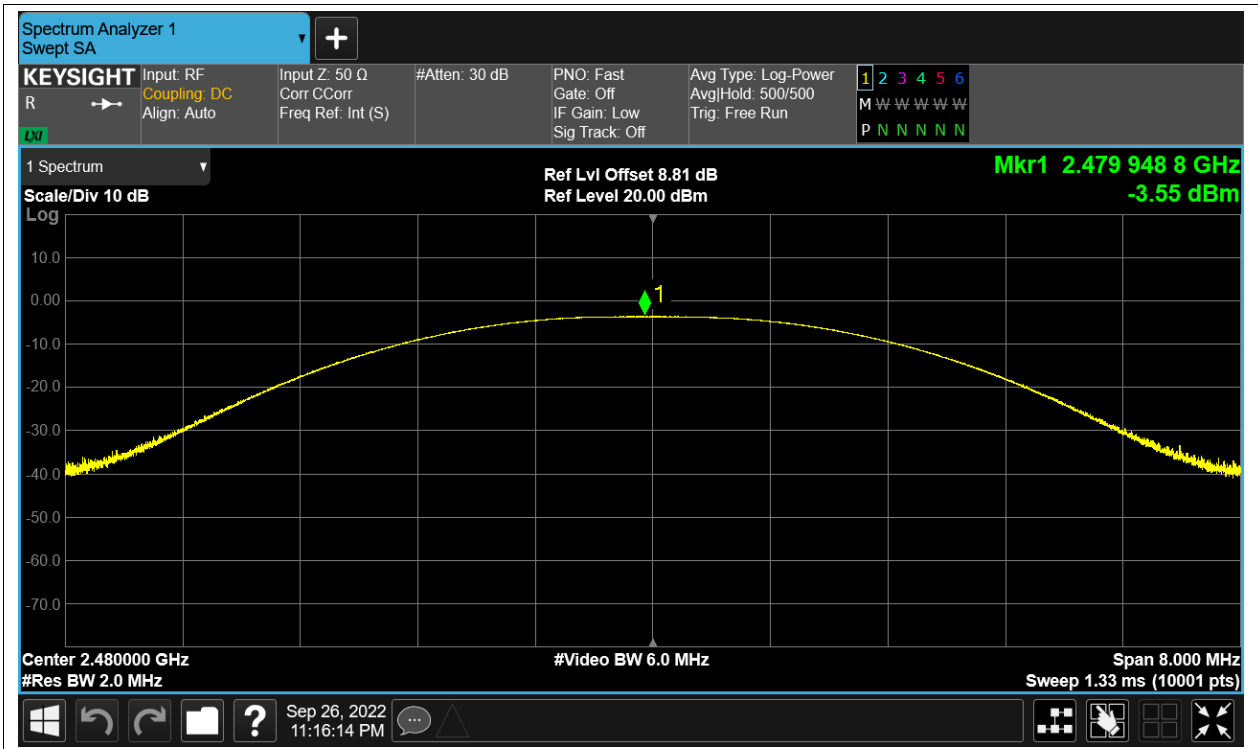 Spectrum Analyzer 1
Swept SA
KEYSIGHT
R
LXI
Input: RF
Coupling: DC
Align: Auto
Input Z: 50 Ω
Corr CCorr
Freq Ref: Int (S)
#Atten: 30 dB
PNO: Fast
Gate: Off
IF Gain: Low
Sig Track: Off
Avg Type: Log-Power
Avg|Hold: 500/500
Trig: Free Run
1 2 3 4 5 6
M W W W W W
P N N N N N
1 Spectrum
Scale/Div 10 dB
Log
Ref Lvl Offset 8.81 dB
Ref Level 20.00 dBm
Mkr1 2.479 948 8 GHz
-3.55 dBm
10.0
0.00
-10.0
-20.0
-30.0
-40.0
-50.0
-60.0
-70.0
1
Center 2.480000 GHz
#Res BW 2.0 MHz
#Video BW 6.0 MHz
Span 8.000 MHz
Sweep 1.33 ms (10001 pts)
?
Sep 26, 2022
11:16:14 PM